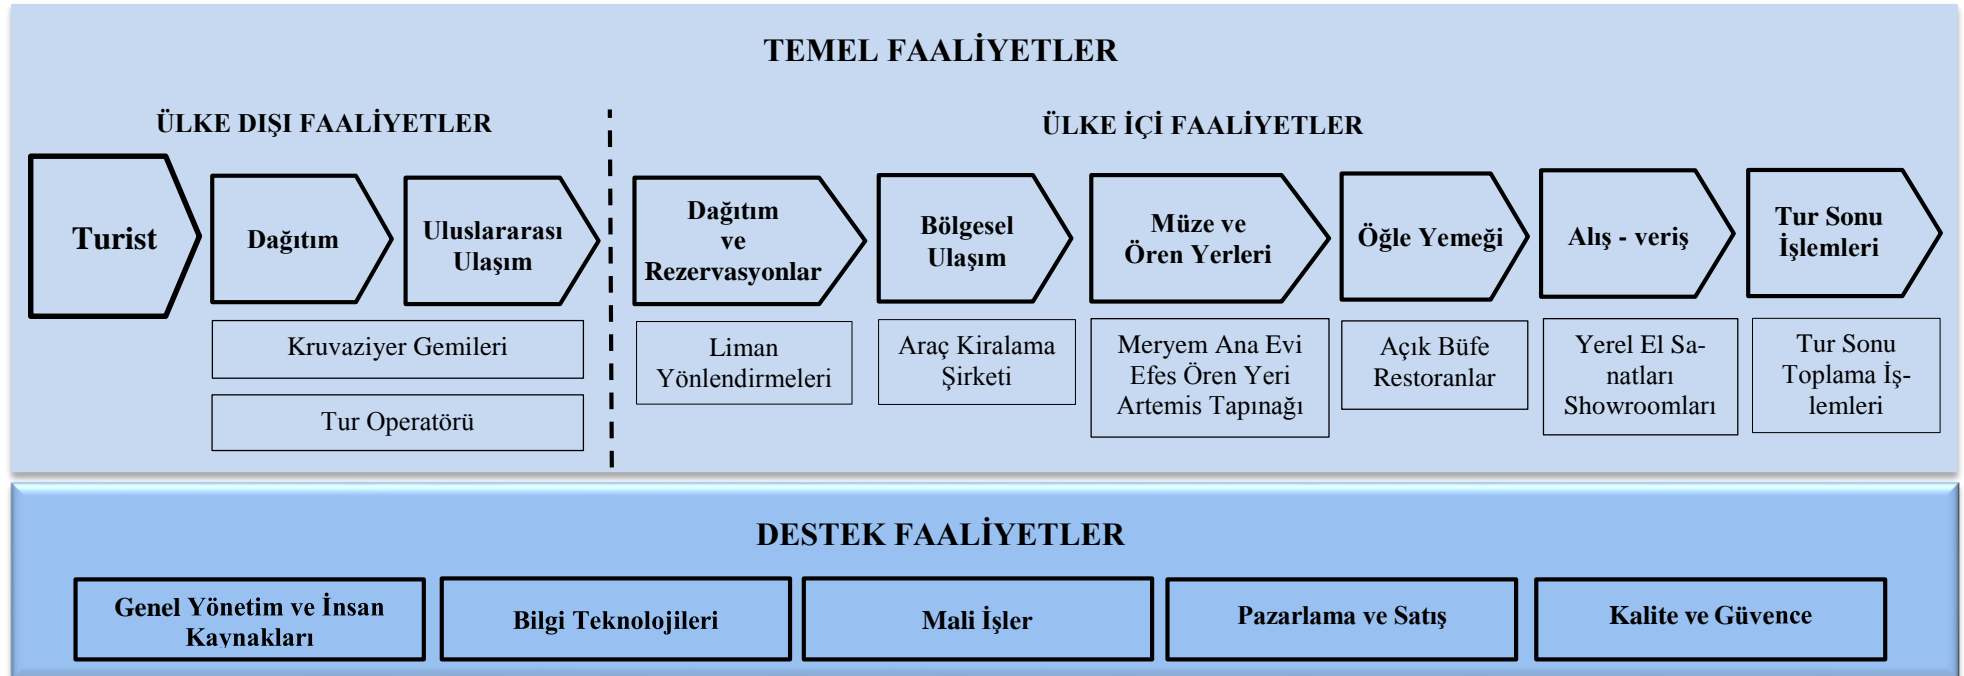 TEMEL FAALİYETLER
ÜLKE DIŞI FAALİYETLER
ÜLKE İÇİ FAALİYETLER
Turist
Dağıtım
Uluslararası
Ulaşım
Dağıtım
ve
Rezervasyonlar
Bölgesel
Ulaşım
Müze ve
Ören Yerleri
Öğle Yemeği
Alış - veriş
Tur Sonu
İşlemleri
Kruvaziyer Gemileri
Tur Operatörü
Liman
Yönlendirmeleri
Araç Kiralama
Şirketi
Meryem Ana Evi
Efes Ören Yeri
Artemis Tapınağı
Açık Büfe
Restoranlar
Yerel El Sa-
natları
Showroomları
Tur Sonu
Toplama İş-
lemleri
DESTEK FAALİYETLER
Genel Yönetim ve İnsan
Kaynakları
Bilgi Teknolojileri
Mali İşler
Pazarlama ve Satış
Kalite ve Güvence